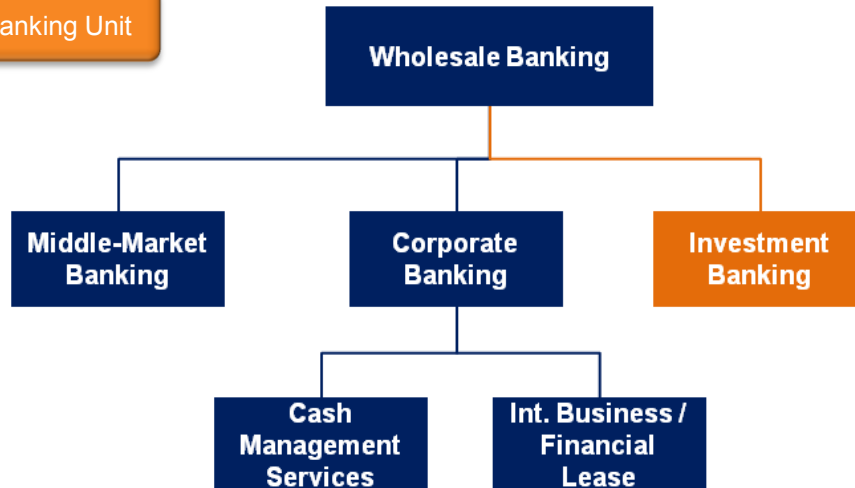 anking Unit
Wholesale Banking
Middle-Market
Banking
Corporate
Banking
Investment
Banking
Cash
Management
Services
Int. Business /
Financial
Lease